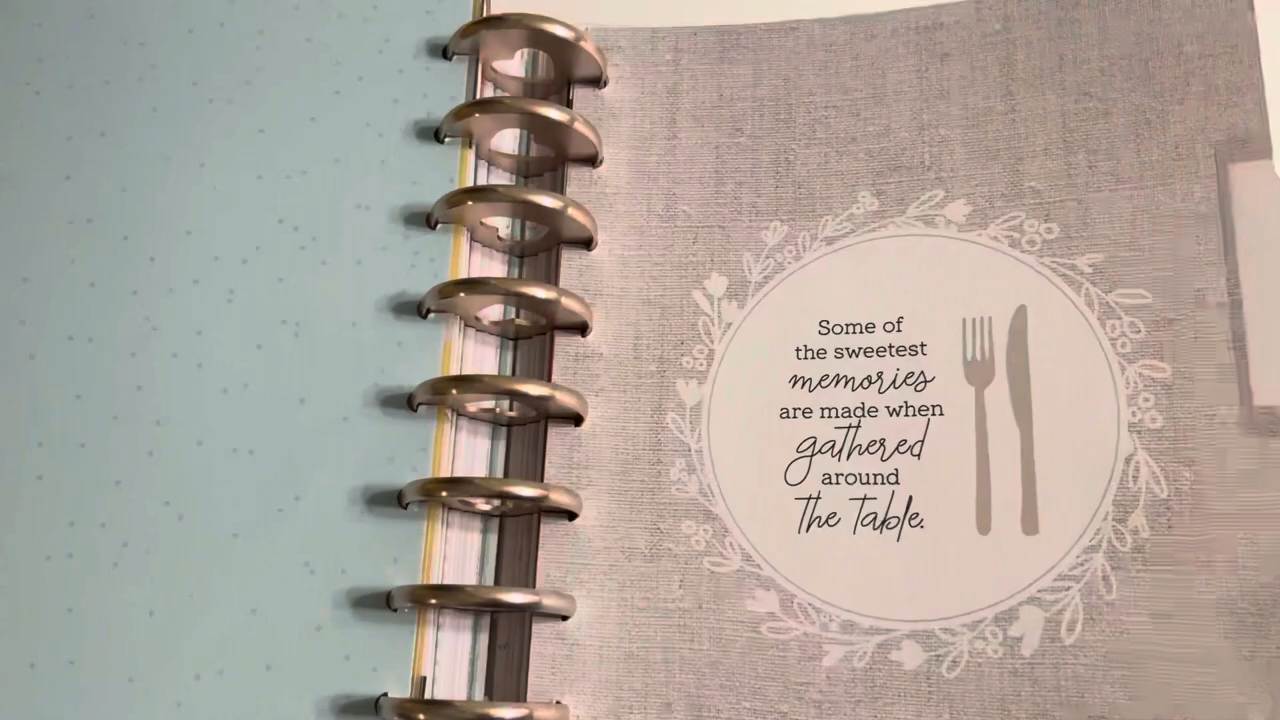 Some of
the sweetest
memories
are made when
gathered
around
the table.